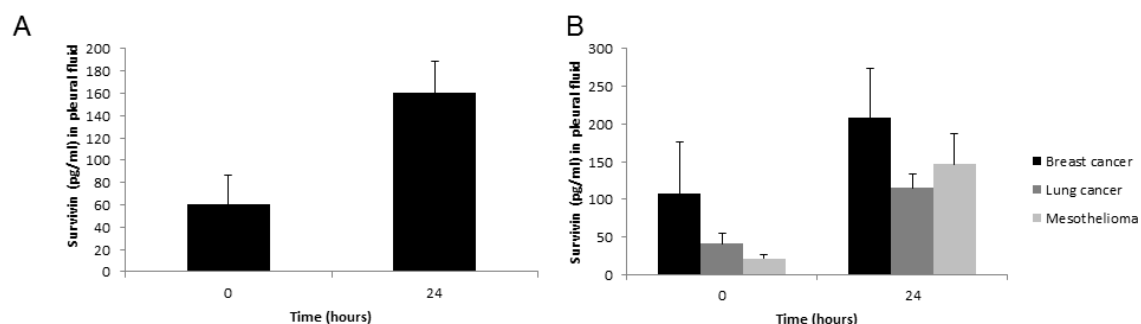 A
Survivin (pg/ml) in pleural fluid
200
180
160
140
120
100
80
60
40
20
0
0 24
Time (hours)
B
Survivin (pg/ml) in pleural fluid
300
250
200
150
100
50
0
0 24
Time (hours)
Breast cancer
Lung cancer
Mesothelioma